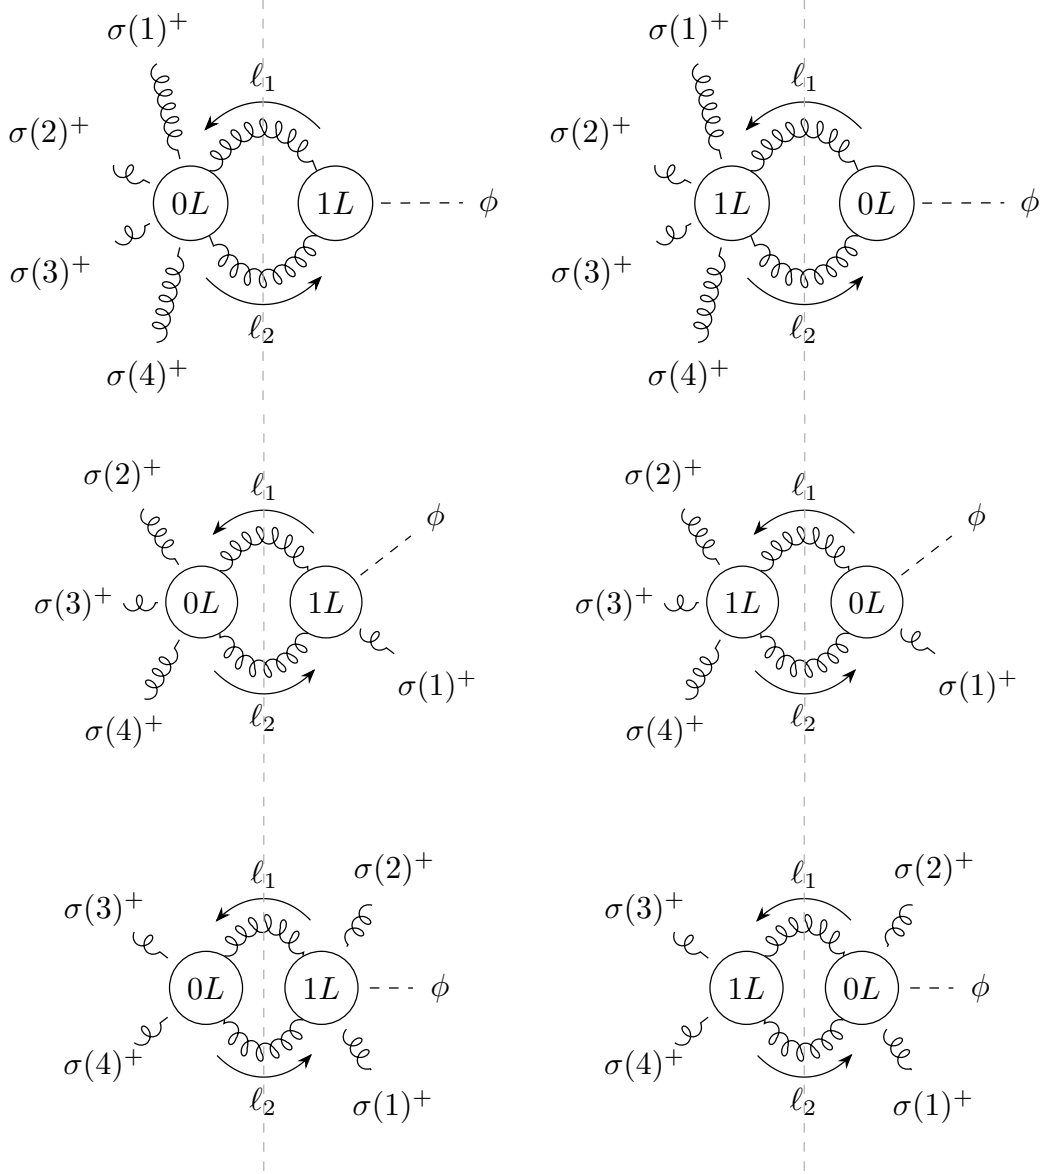 σ(1)⁺ ℓ₁ σ(1)⁺ ℓ₁
σ(2)⁺ σ(2)⁺
0L 1L ϕ 1L 0L ϕ
σ(3)⁺ σ(3)⁺
ℓ₂ ℓ₂
σ(4)⁺ σ(4)⁺
σ(2)⁺ ℓ₁ σ(2)⁺ ℓ₁
ϕ ϕ
σ(3)⁺ 0L 1L σ(3)⁺ 1L 0L
σ(1)⁺ σ(1)⁺
σ(4)⁺ ℓ₂ σ(4)⁺ ℓ₂
ℓ₁ σ(2)⁺ ℓ₁ σ(2)⁺
σ(3)⁺ σ(3)⁺
0L 1L ϕ 1L 0L ϕ
σ(4)⁺ σ(4)⁺
ℓ₂ σ(1)⁺ ℓ₂ σ(1)⁺